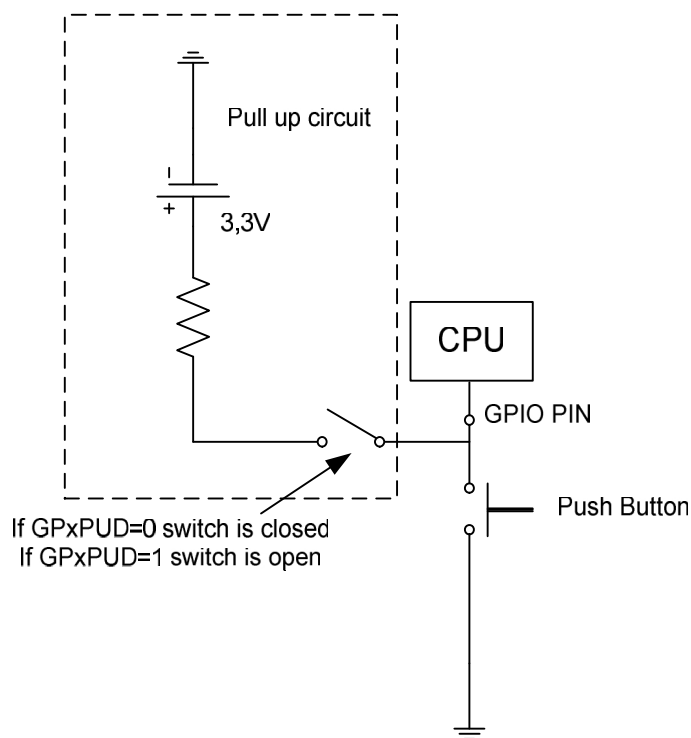 Pull up circuit
-
+
3,3V
CPU
GPIO PIN
Push Button
If GPxPUD=0 switch is closed
If GPxPUD=1 switch is open